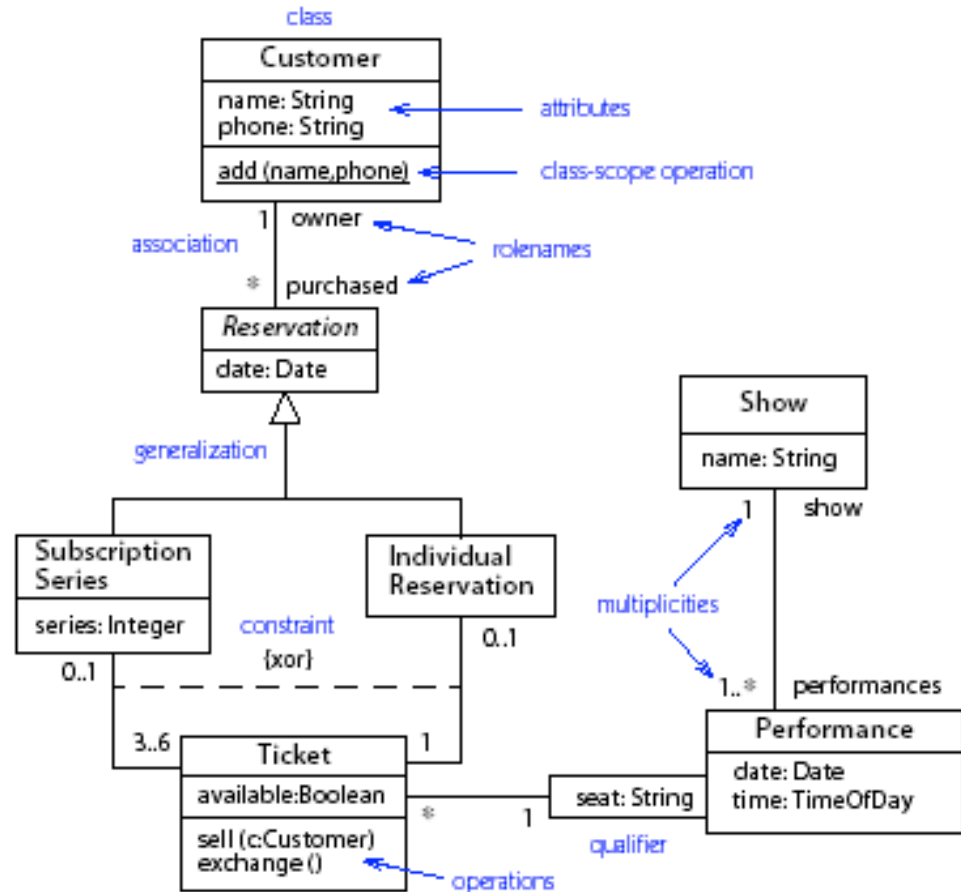 class
Customer
name: String
phone: String
attributes
add (name,phone)
class-scope operation
1 owner
association
rolenames
* purchased
Reservation
date: Date
Show
name: String
generalization
1 show
Subscription
Series
series: Integer
Individual
Reservation
multiplicities
constraint
{xor}
0..1
0..1
1..* performances
Performance
date: Date
time: TimeOfDay
3..6
1
Ticket
available:Boolean
sell (c:Customer)
exchange ()
* 1
seat: String
qualifier
operations